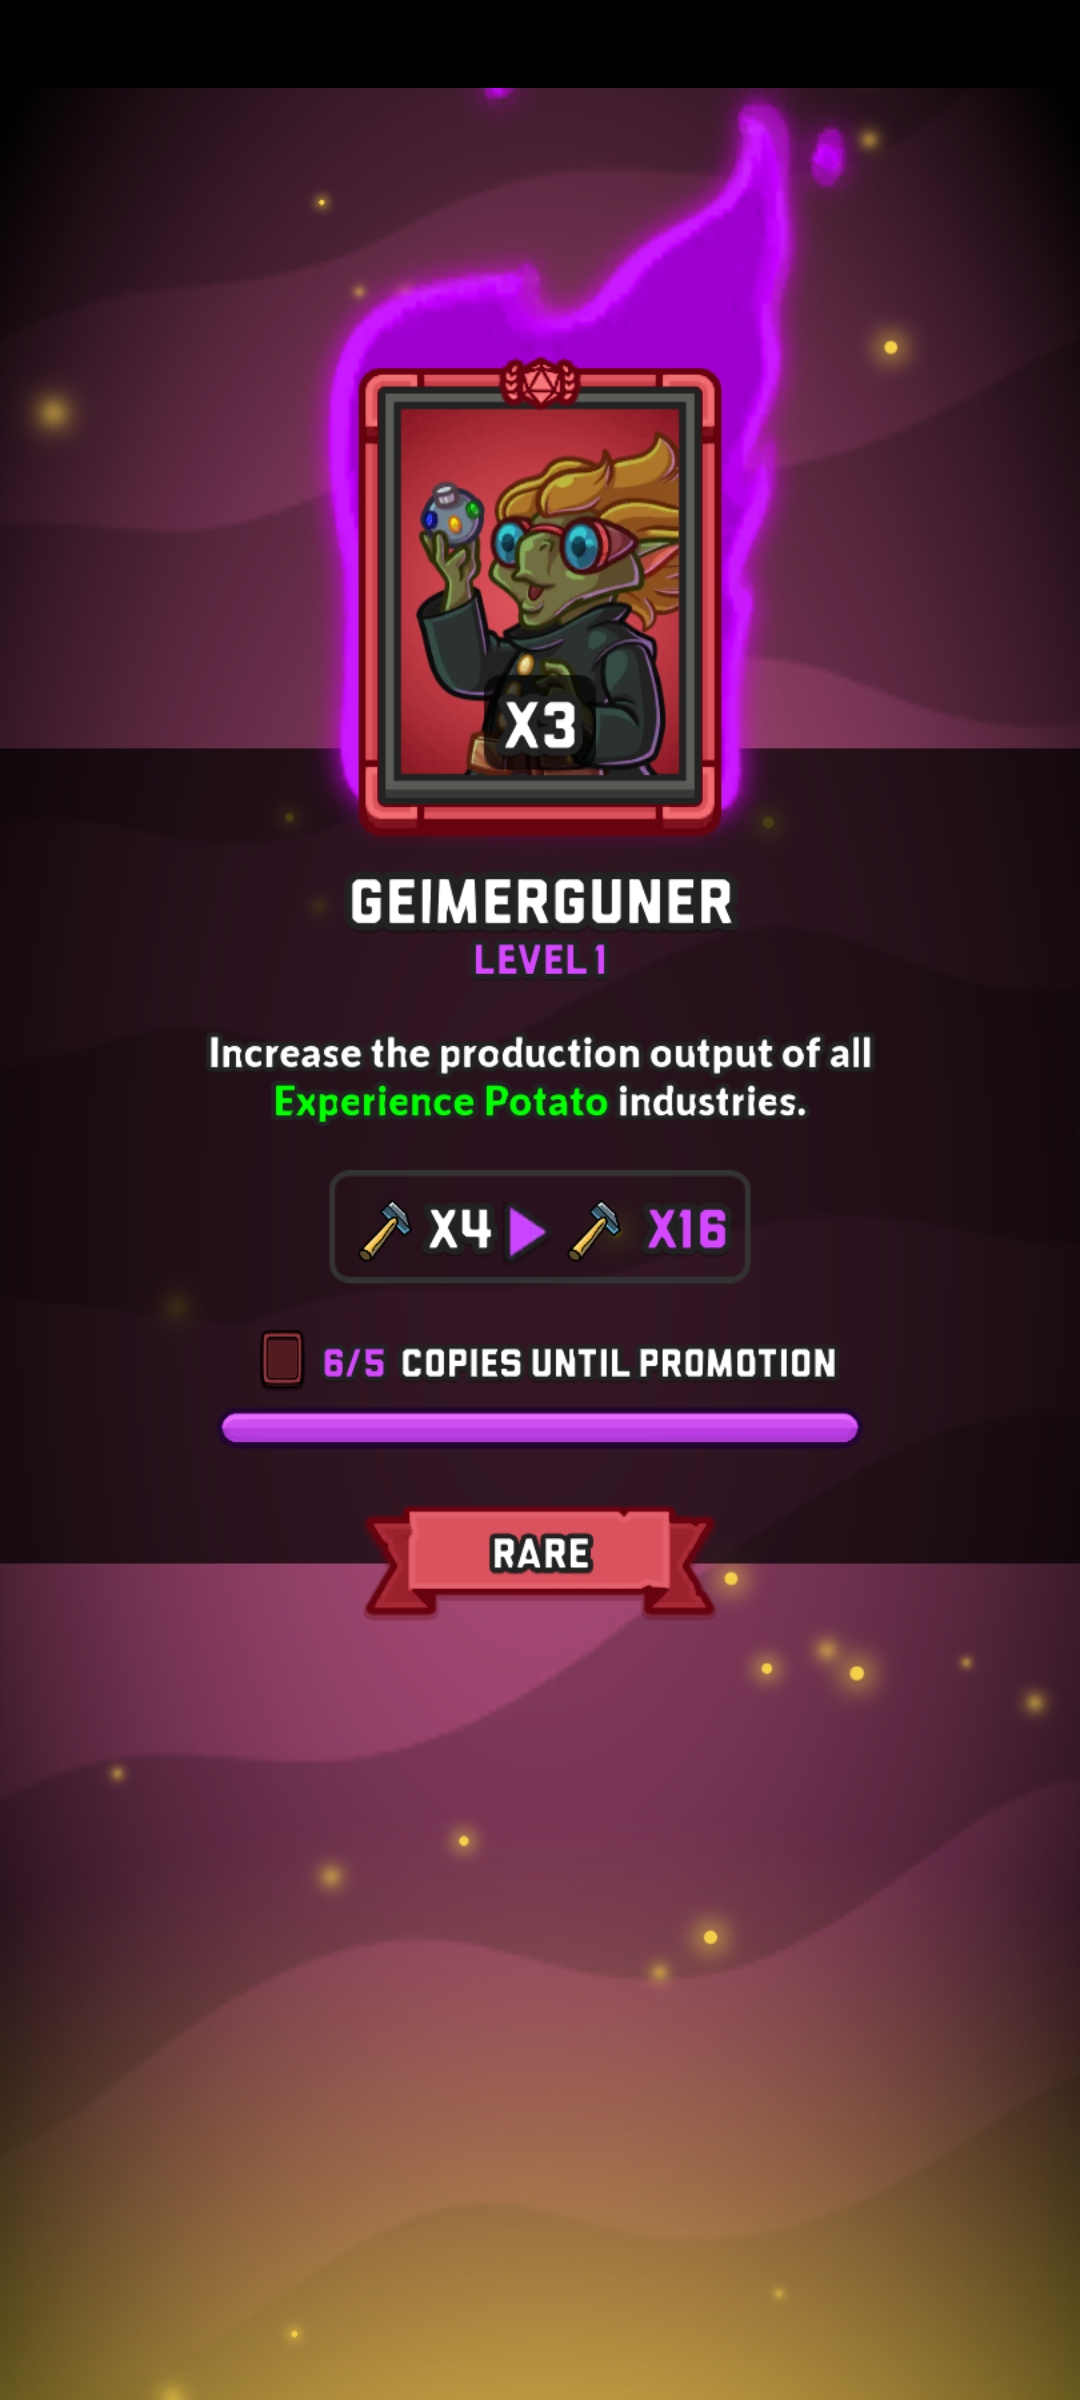 X3
GEIMERGUNER
LEVEL 1
Increase the production output of all
Experience Potato industries.
X4 X16
6/5 COPIES UNTIL PROMOTION
RARE